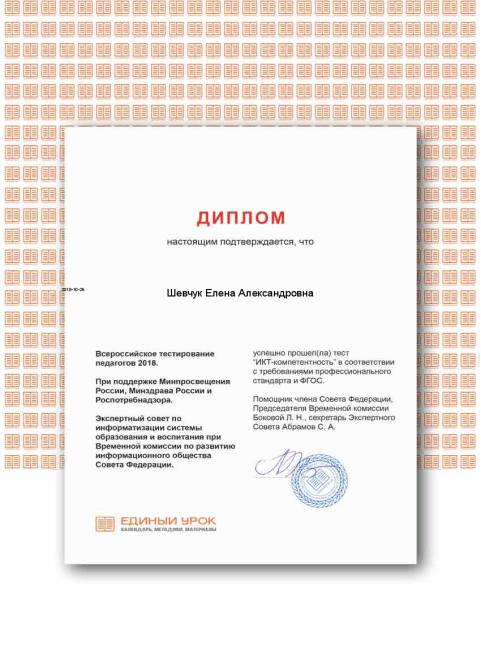 ДИПЛОМ
настоящим подтверждается, что
2018-10-26
Шевчук Елена Александровна
Всероссийское тестирование
педагогов 2018.
При поддержке Минпросвещения
России, Минздрава России и
Роспотребнадзора.
Экспертный совет по
информатизации системы
образования и воспитания при
Временной комиссии по развитию
информационного общества
Совета Федерации.
успешно прошел(ла) тест
"ИКТ-компетентность" в соответствии
с требованиями профессионального
стандарта и ФГОС.
Помощник члена Совета Федерации,
Председателя Временной комиссии
Боковой Л. Н., секретарь Экспертного
Совета Абрамов С. А.
ЕДИНЫЙ УРОК
КАЛЕНДАРЬ, МЕТОДИКИ, МАТЕРИАЛЫ